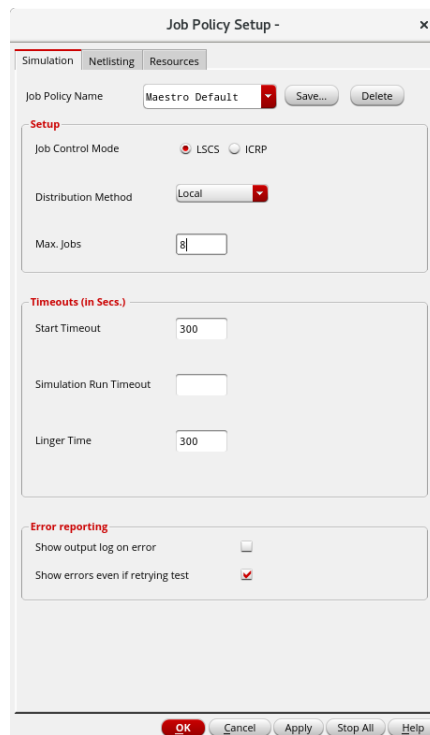 Job Policy Setup -
Simulation Netlisting Resources
Job Policy Name Maestro Default Save... Delete
Setup
Job Control Mode LSCS ICRP
Distribution Method Local
Max. Jobs 8
Timeouts (in Secs.)
Start Timeout 300
Simulation Run Timeout
Linger Time 300
Error reporting
Show output log on error
Show errors even if retrying test
OK Cancel Apply Stop All Help